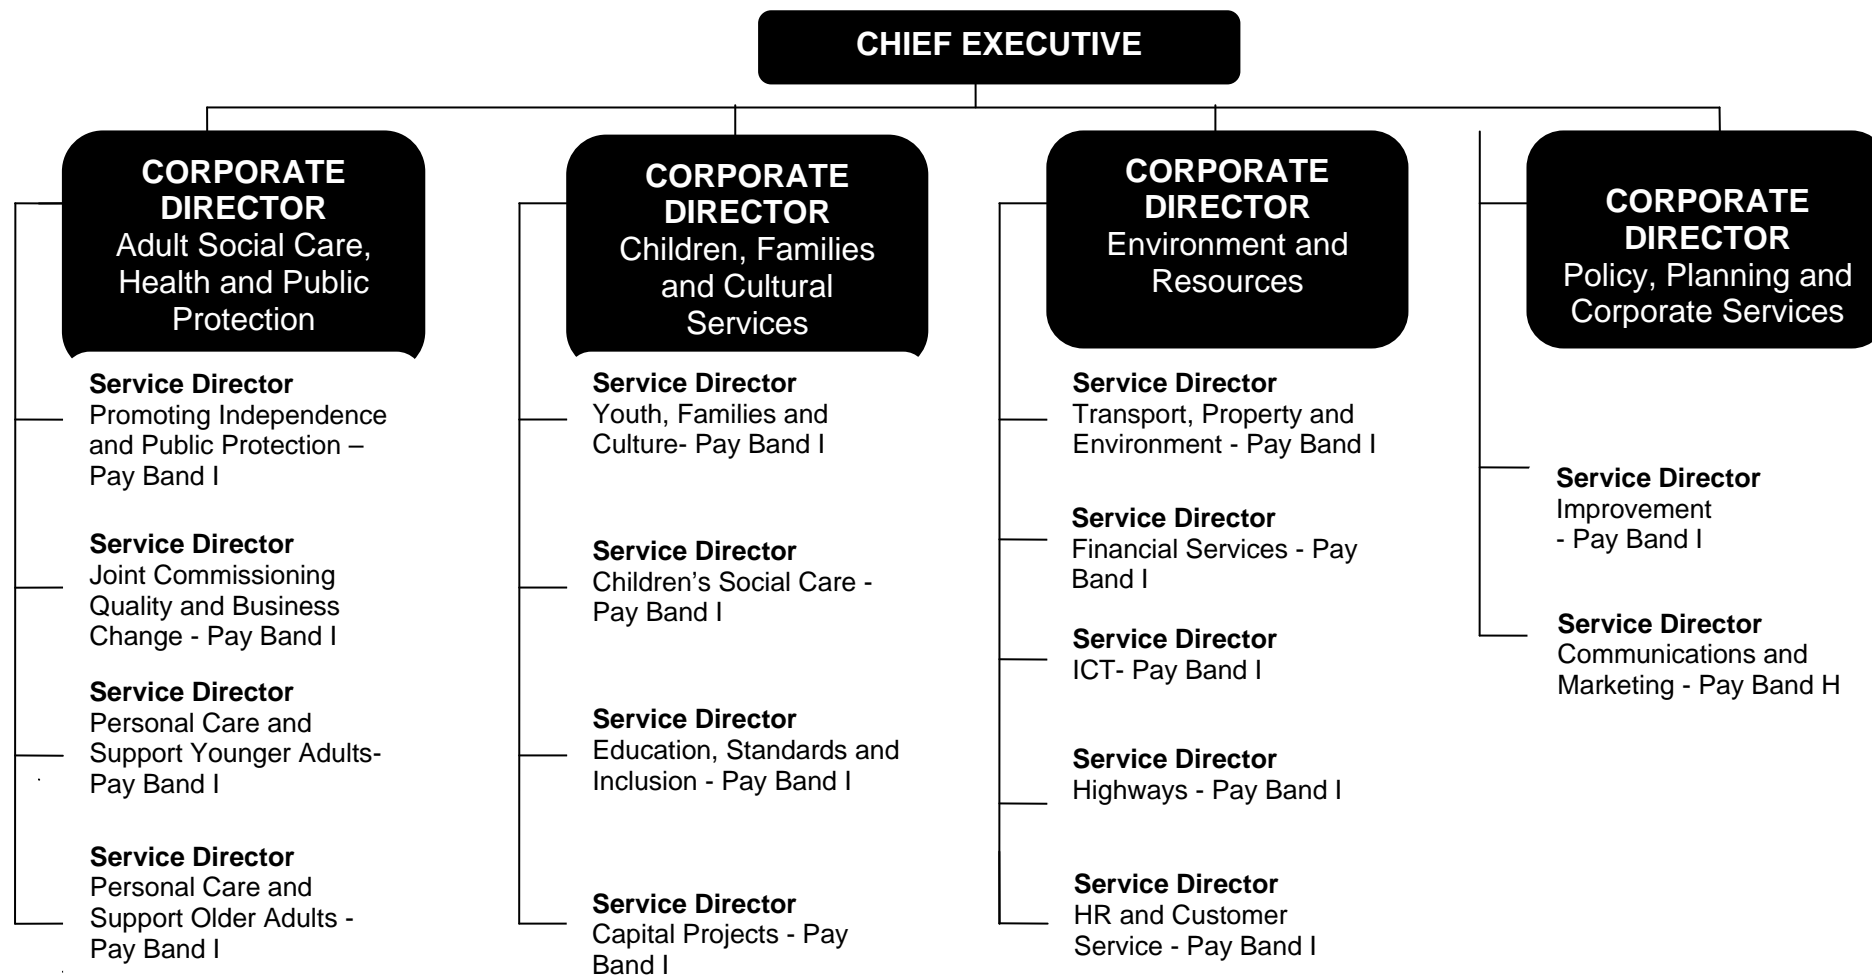 CHIEF EXECUTIVE
CORPORATE
DIRECTOR
Adult Social Care,
Health and Public
Protection
Service Director
Promoting Independence
and Public Protection –
Pay Band I
Service Director
Joint Commissioning
Quality and Business
Change - Pay Band I
Service Director
Personal Care and
Support Younger Adults-
Pay Band I
Service Director
Personal Care and
Support Older Adults -
Pay Band I
CORPORATE
DIRECTOR
Children, Families
and Cultural
Services
Service Director
Youth, Families and
Culture- Pay Band I
Service Director
Children’s Social Care -
Pay Band I
Service Director
Education, Standards and
Inclusion - Pay Band I
Service Director
Capital Projects - Pay
Band I
CORPORATE
DIRECTOR
Environment and
Resources
Service Director
Transport, Property and
Environment - Pay Band I
Service Director
Financial Services - Pay
Band I
Service Director
ICT- Pay Band I
Service Director
Highways - Pay Band I
Service Director
HR and Customer
Service - Pay Band I
CORPORATE
DIRECTOR
Policy, Planning and
Corporate Services
Service Director
Improvement
- Pay Band I
Service Director
Communications and
Marketing - Pay Band H